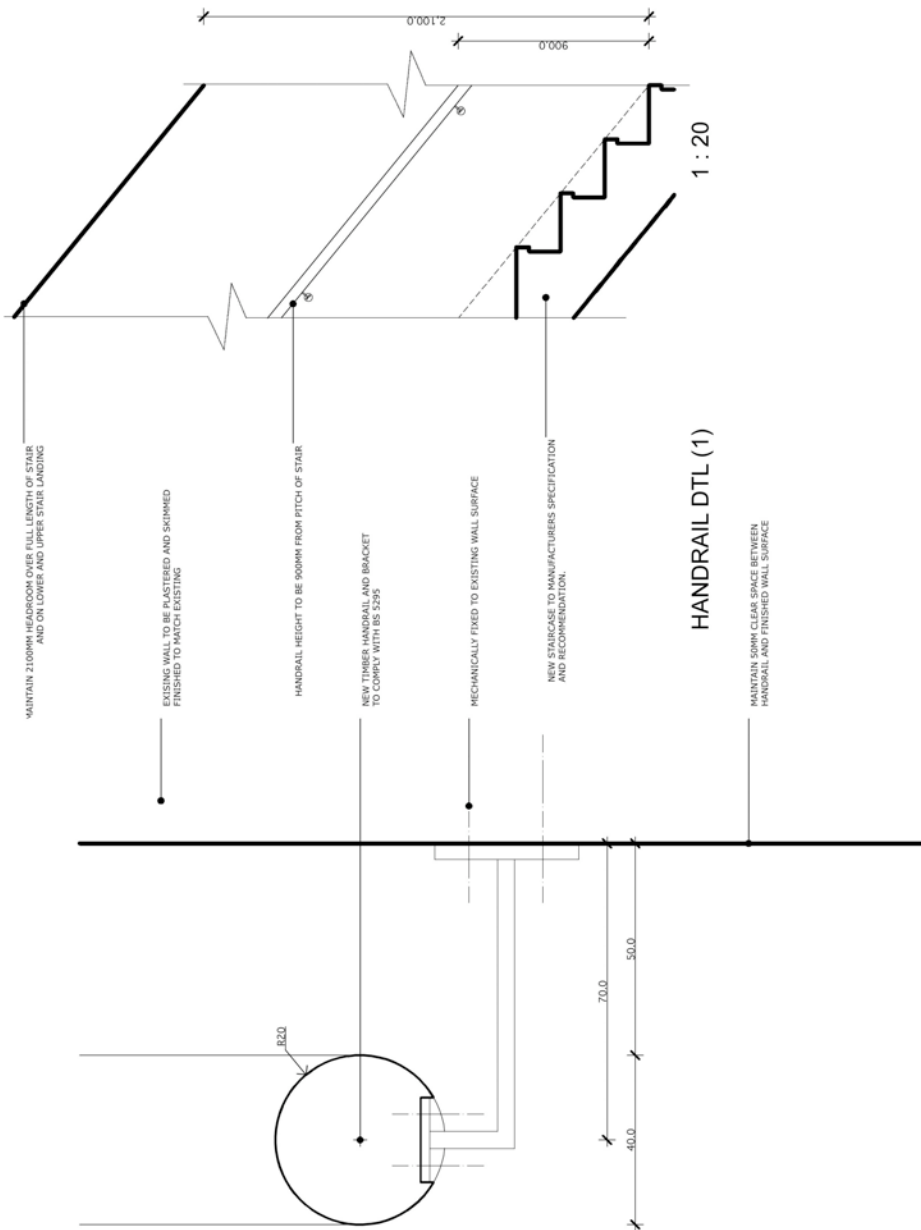 2,100.0
900.0
MAINTAIN 2100MM HEADROOM OVER FULL LENGTH OF STAIR
AND ON LOWER AND UPPER STAIR LANDING
EXISING WALL TO BE PLASTERED AND SKIMMED
FINISHED TO MATCH EXISTING
HANDRAIL HEIGHT TO BE 900MM FROM PITCH OF STAIR
NEW TIMBER HANDRAIL AND BRACKET
TO COMPLY WITH BS 5295
MECHANICALLY FIXED TO EXISTING WALL SURFACE
NEW STAIRCASE TO MANUFACTURERS SPECIFICATION
AND RECOMMENDATION.
HANDRAIL DTL (1)
1 : 20
MAINTAIN 50MM CLEAR SPACE BETWEEN
HANDRAIL AND FINISHED WALL SURFACE
R20
70.0
50.0
40.0